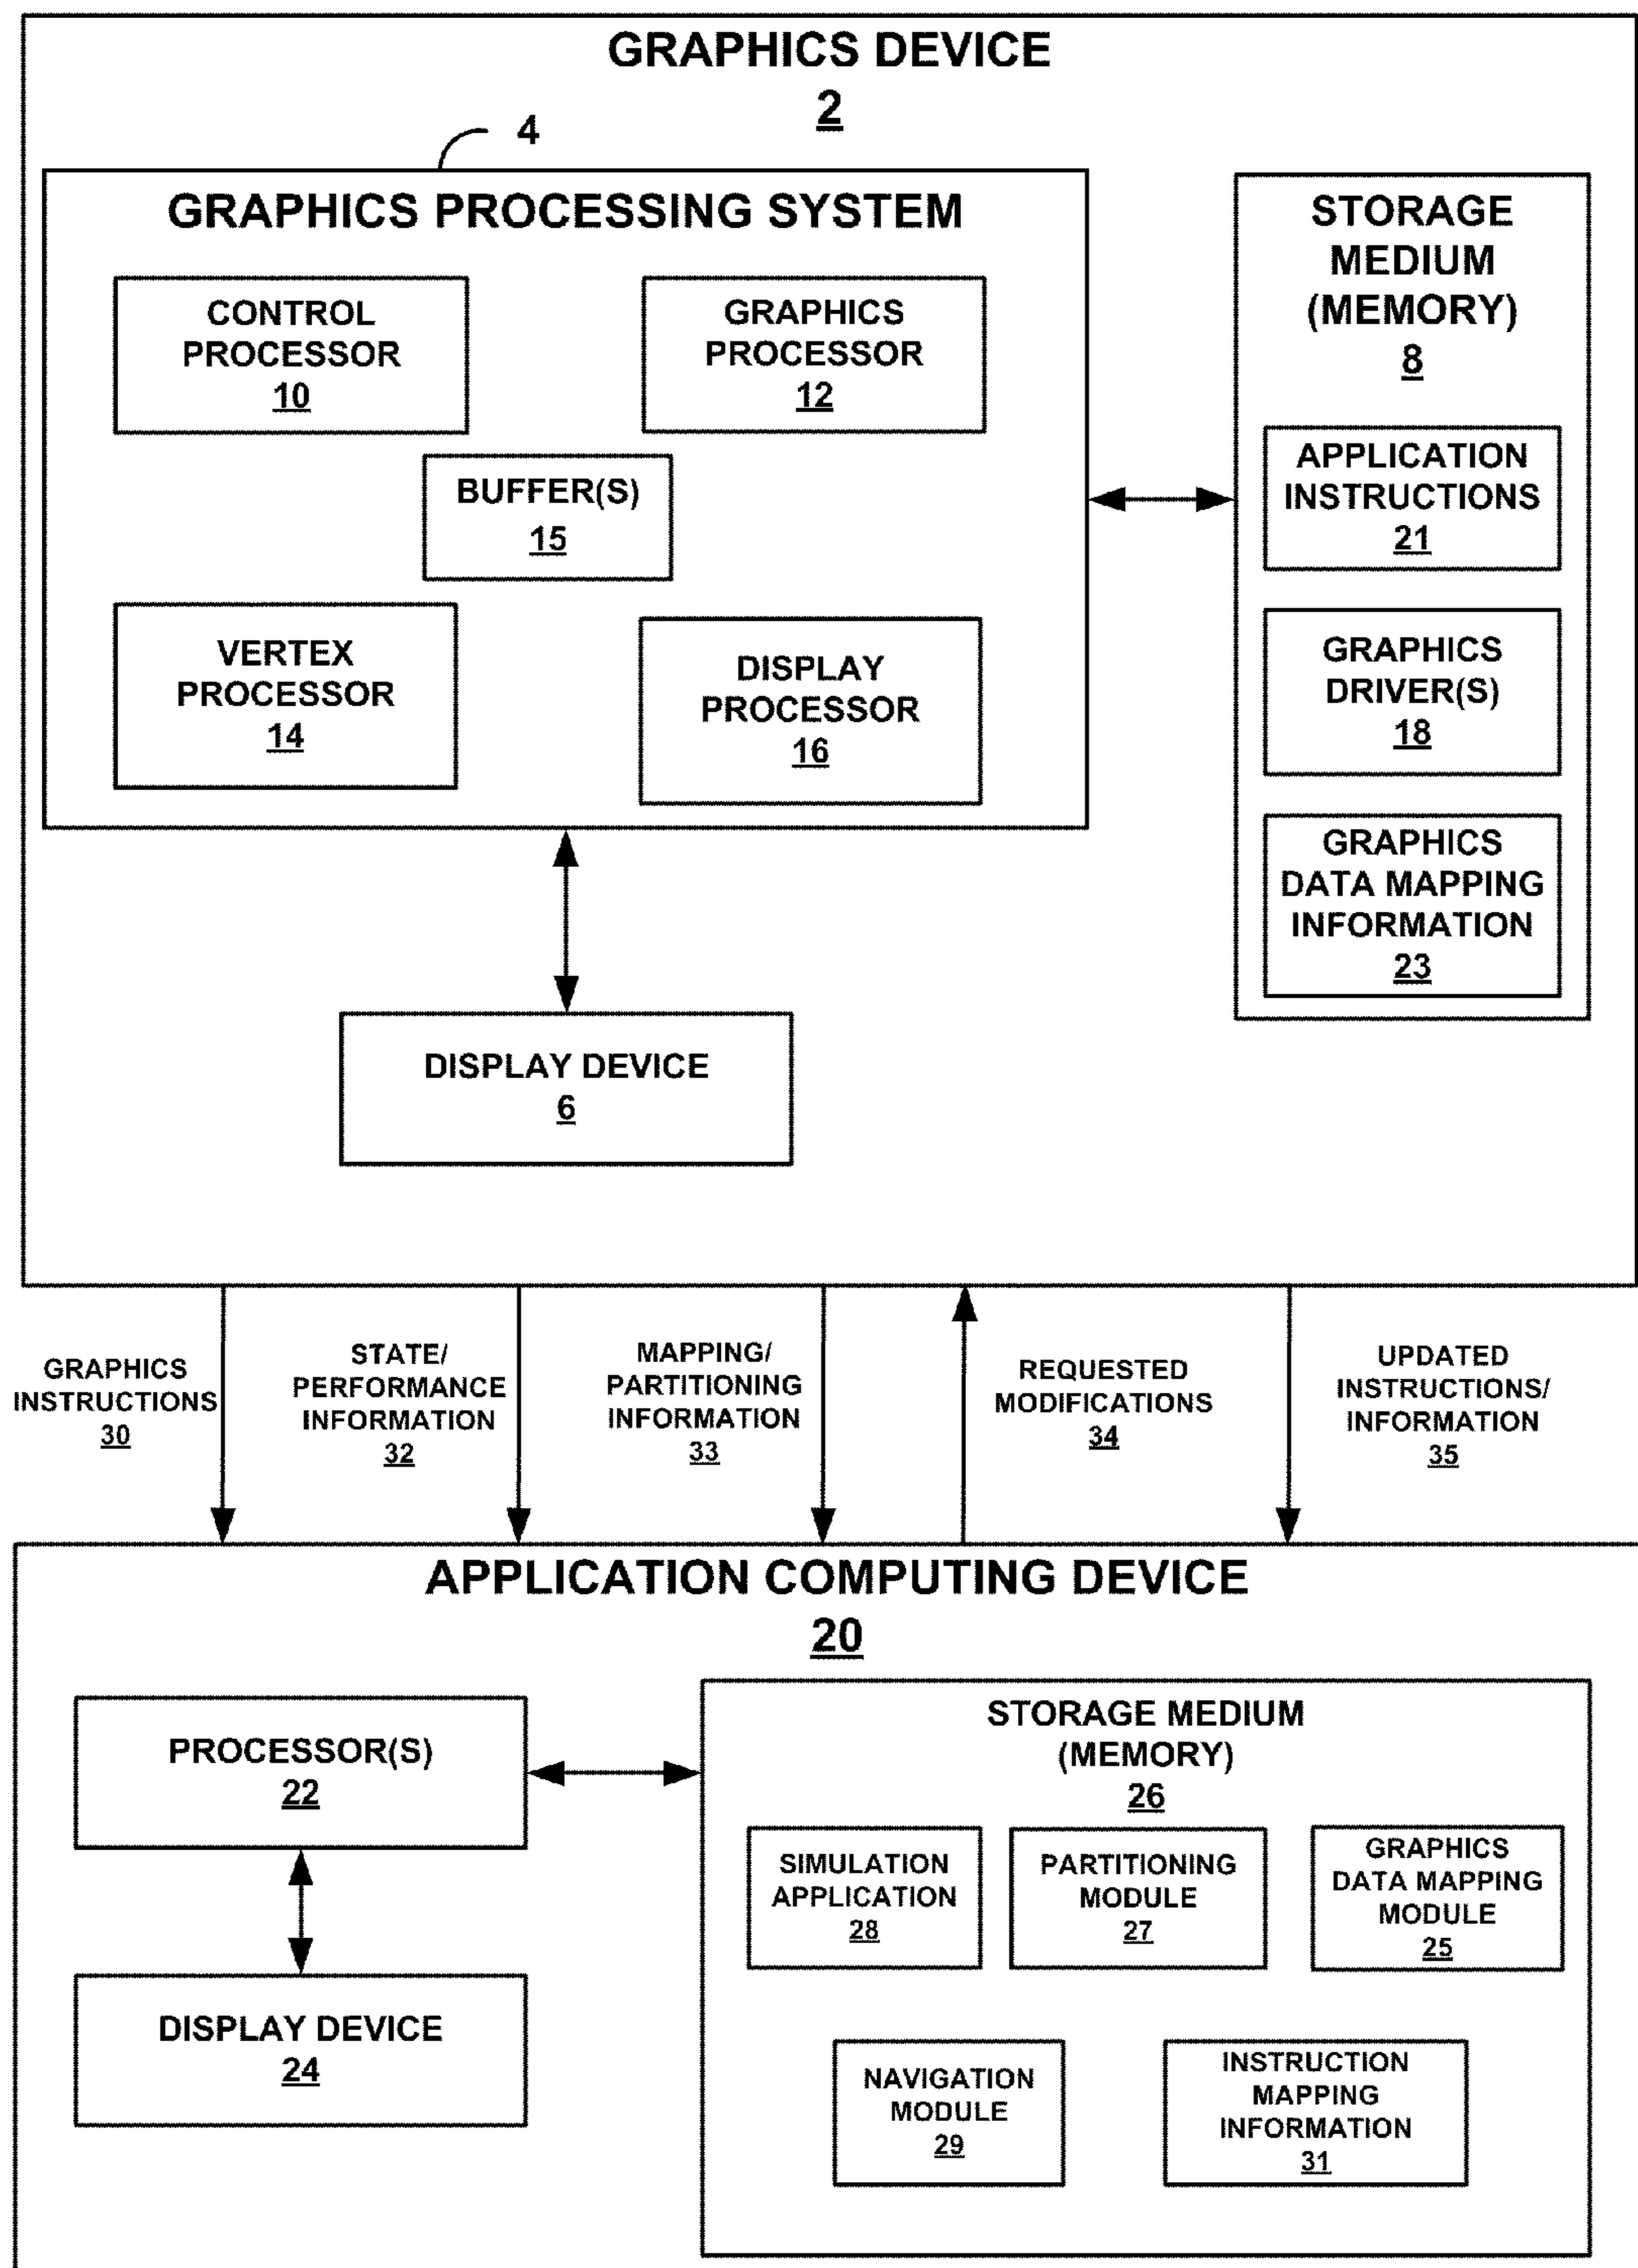 GRAPHICS DEVICE
2
4
GRAPHICS PROCESSING SYSTEM
CONTROL
PROCESSOR
10
GRAPHICS
PROCESSOR
12
BUFFER(S)
15
VERTEX
PROCESSOR
14
DISPLAY
PROCESSOR
16
STORAGE
MEDIUM
(MEMORY)
8
APPLICATION
INSTRUCTIONS
21
GRAPHICS
DRIVER(S)
18
GRAPHICS
DATA MAPPING
INFORMATION
23
DISPLAY DEVICE
6
GRAPHICS
INSTRUCTIONS
30
STATE/
PERFORMANCE
INFORMATION
32
MAPPING/
PARTITIONING
INFORMATION
33
REQUESTED
MODIFICATIONS
34
UPDATED
INSTRUCTIONS/
INFORMATION
35
APPLICATION COMPUTING DEVICE
20
PROCESSOR(S)
22
DISPLAY DEVICE
24
STORAGE MEDIUM
(MEMORY)
26
SIMULATION
APPLICATION
28
PARTITIONING
MODULE
27
GRAPHICS
DATA MAPPING
MODULE
25
NAVIGATION
MODULE
29
INSTRUCTION
MAPPING
INFORMATION
31